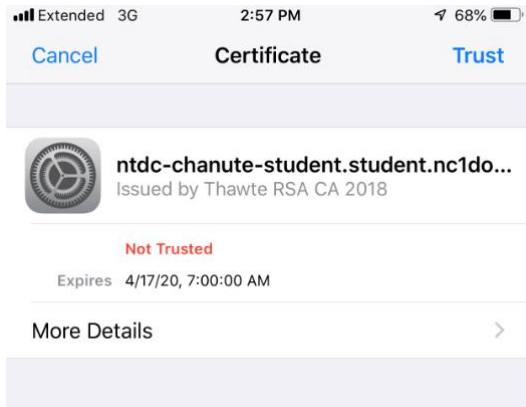 Extended 3G 2:57 PM 68%
Cancel Certificate Trust
ntdc-chanute-student.student.nc1do...
Issued by Thawte RSA CA 2018
Not Trusted
Expires 4/17/20, 7:00:00 AM
More Details